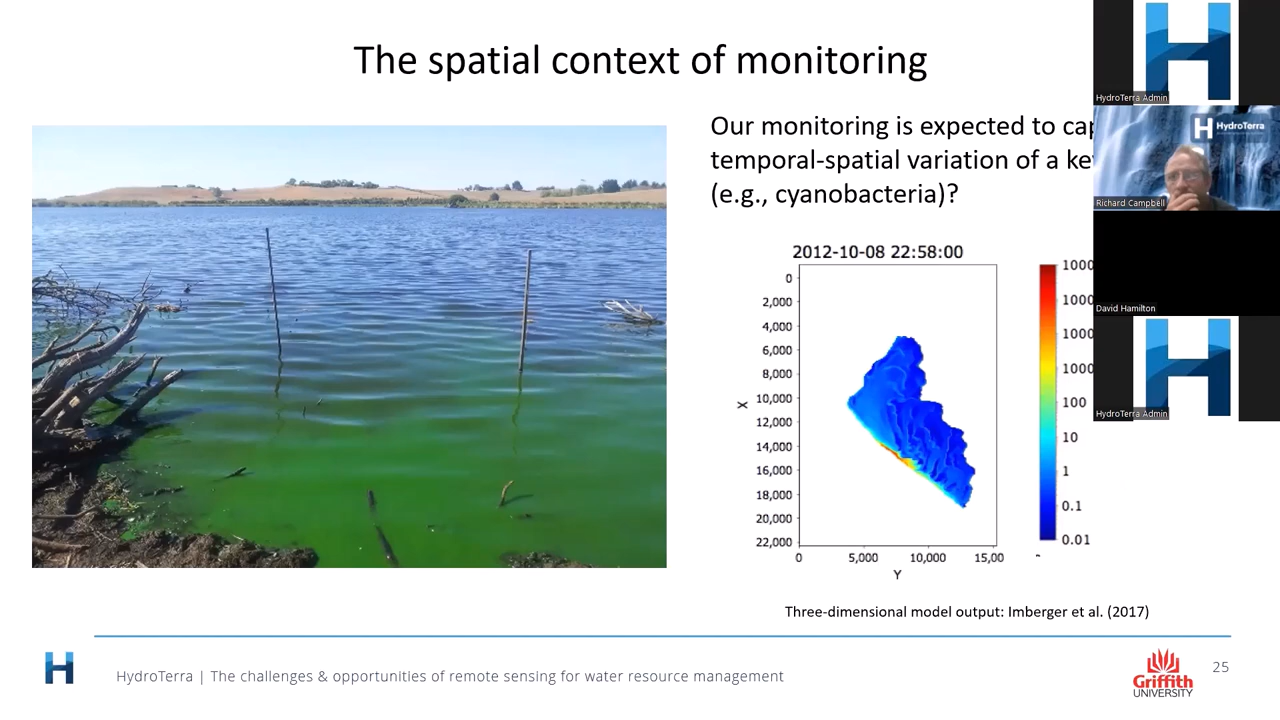 The spatial context of monitoring
Our monitoring is expected to
temporal-spatial variation of a
(e.g., cyanobacteria)?
2012-10-08 22:58:00
0
2,000
4,000
6,000
8,000
10,000
12,000
14,000
16,000
18,000
20,000
22,000
X
0
5,000
10,000
15,00
Y
1000
1000
1000
1000
100
10
1
0.1
0.01
Three-dimensional model output: Imberger et al. (2017)
HydroTerra Admin
HydroTerra
Richard Campbell
David Hamilton
HydroTerra Admin
HydroTerra | The challenges & opportunities of remote sensing for water resource management
Griffith
UNIVERSITY
25